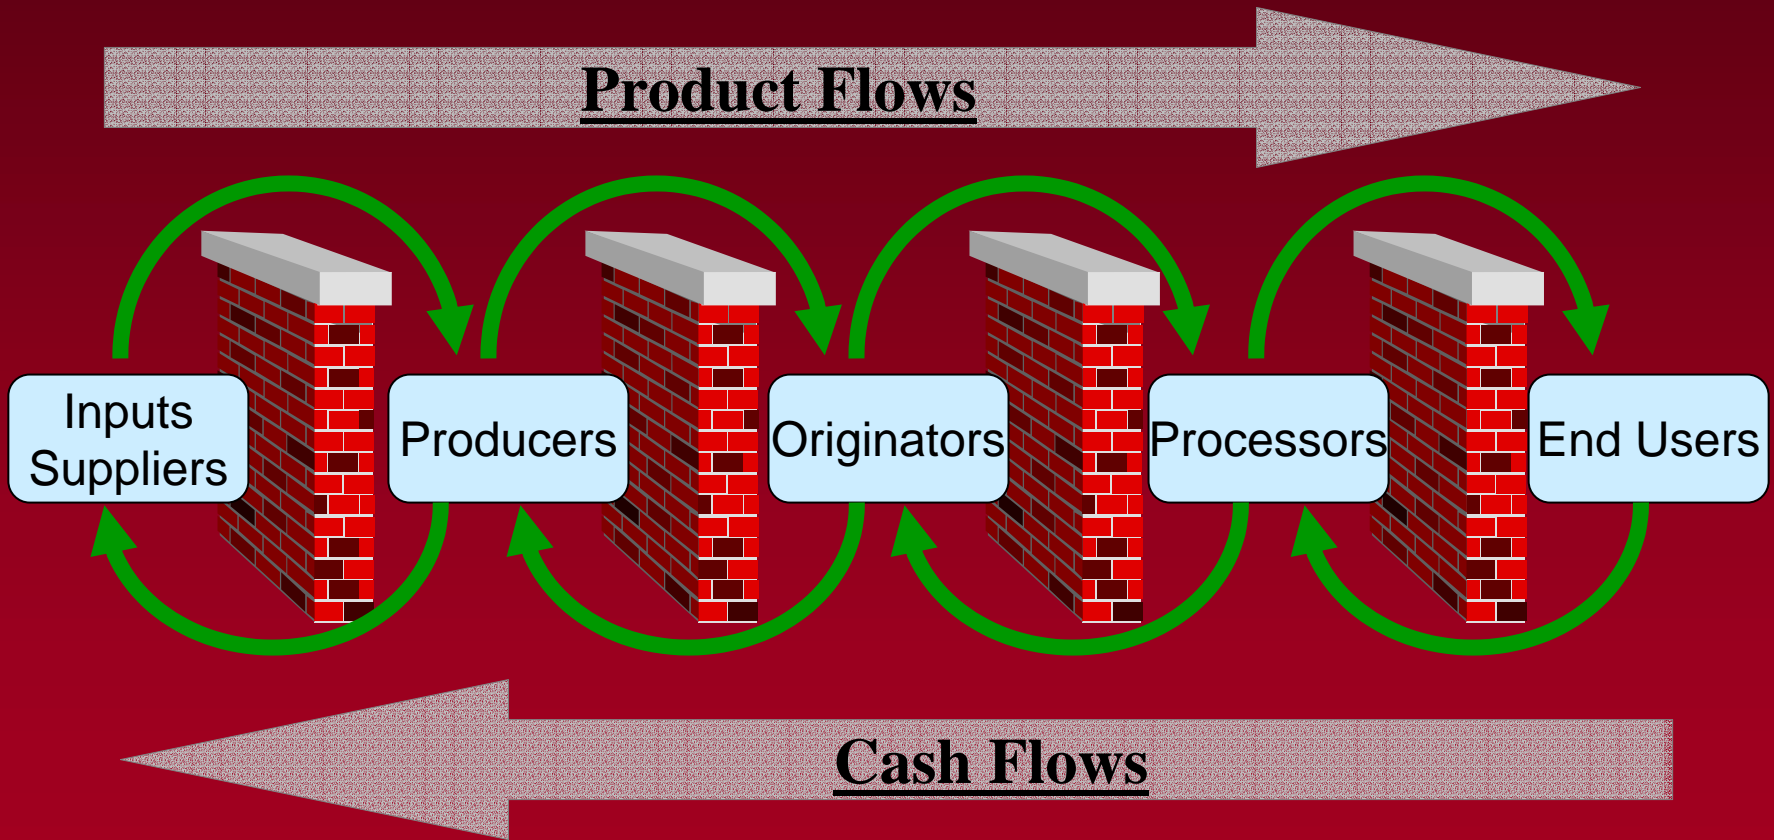 Product Flows
Inputs
Suppliers
Producers
Originators
Processors
End Users
Cash Flows